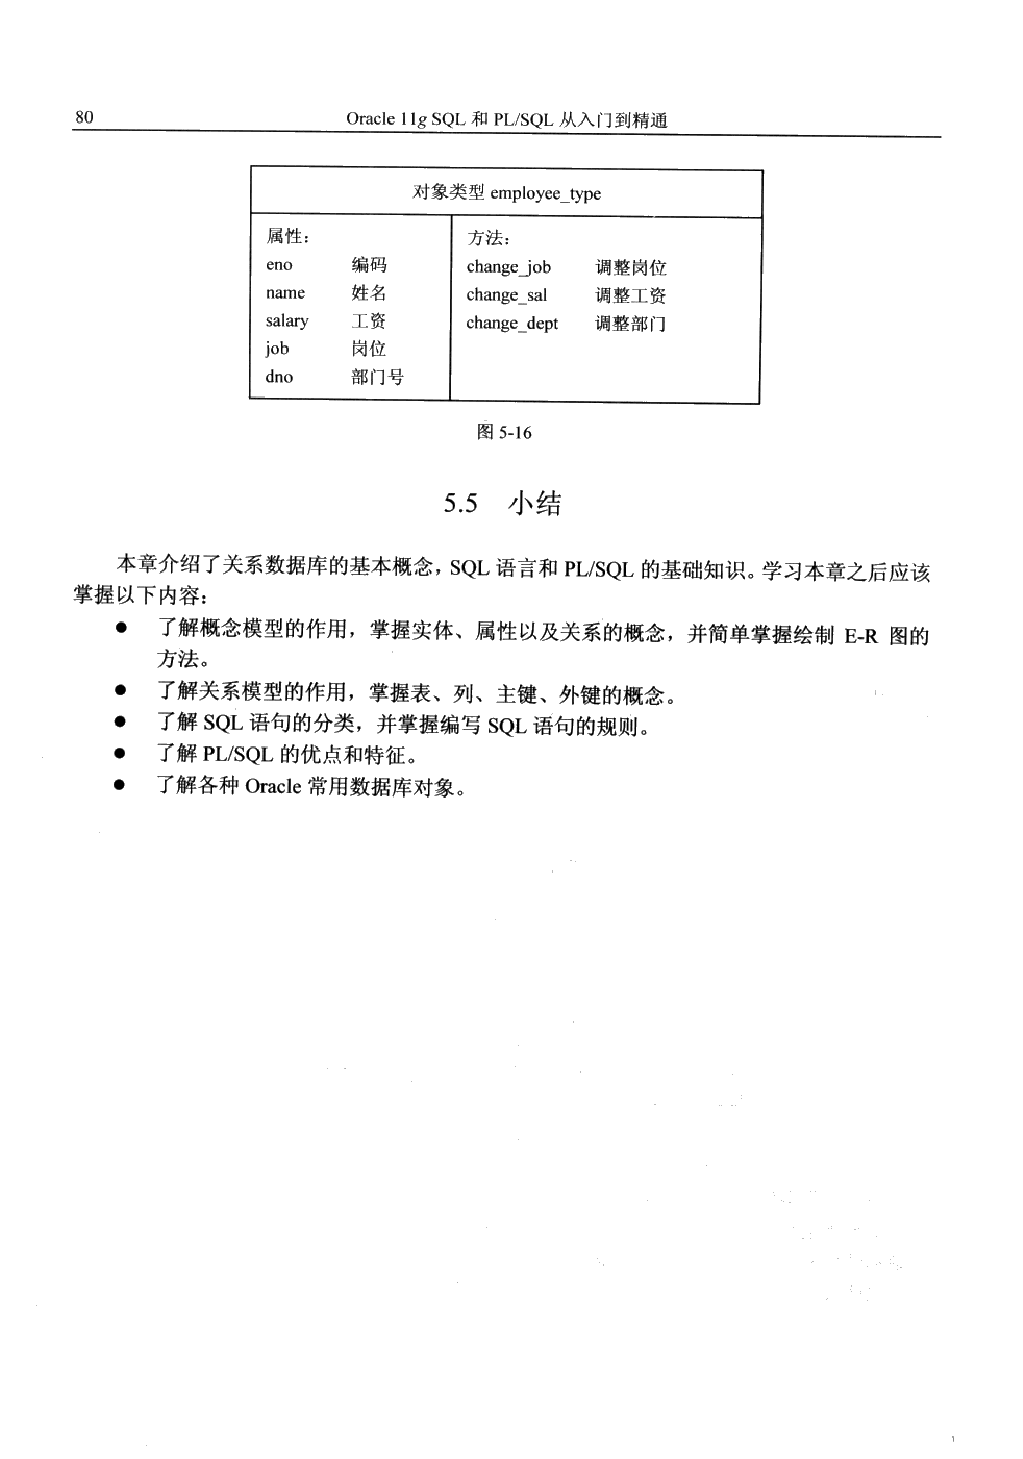 80
Oracle 11g SQL 和 PL/SQL 从入门到精通
对象类型 employee_type
属性：
eno 编码
name 姓名
salary 工资
job 岗位
dno 部门号
方法：
change_job 调整岗位
change_sal 调整工资
change_dept 调整部门
图 5-16
5.5 小结
本章介绍了关系数据库的基本概念，SQL 语言和 PL/SQL 的基础知识。学习本章之后应该
掌握以下内容：
● 了解概念模型的作用，掌握实体、属性以及关系的概念，并简单掌握绘制 E-R 图的
方法。
● 了解关系模型的作用，掌握表、列、主键、外键的概念。
● 了解 SQL 语句的分类，并掌握编写 SQL 语句的规则。
● 了解 PL/SQL 的优点和特征。
● 了解各种 Oracle 常用数据库对象。